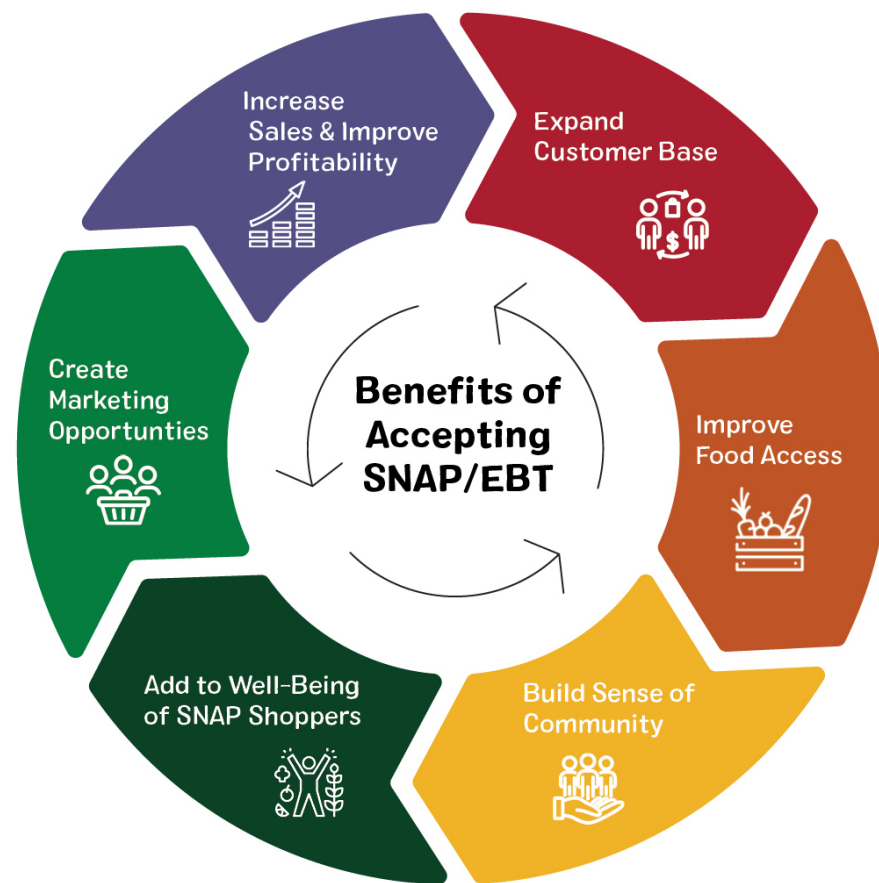 Increase
Sales & Improve
Profitability
Expand
Customer Base
Improve
Food Access
Build Sense of
Community
Add to Well-Being
of SNAP Shoppers
Create
Marketing
Opportunties
Benefits of
Accepting
SNAP/EBT
$